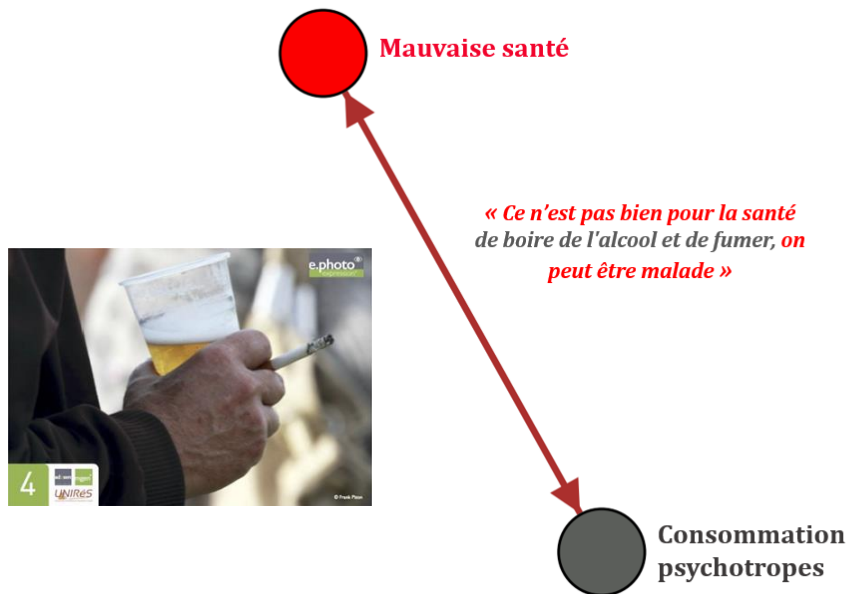 Mauvaise santé
« Ce n’est pas bien pour la santé
de boire de l'alcool et de fumer, on
peut être malade »
e.photo
expression
4
UNIRéS
© Frank Pizon
Consommation
psychotropes